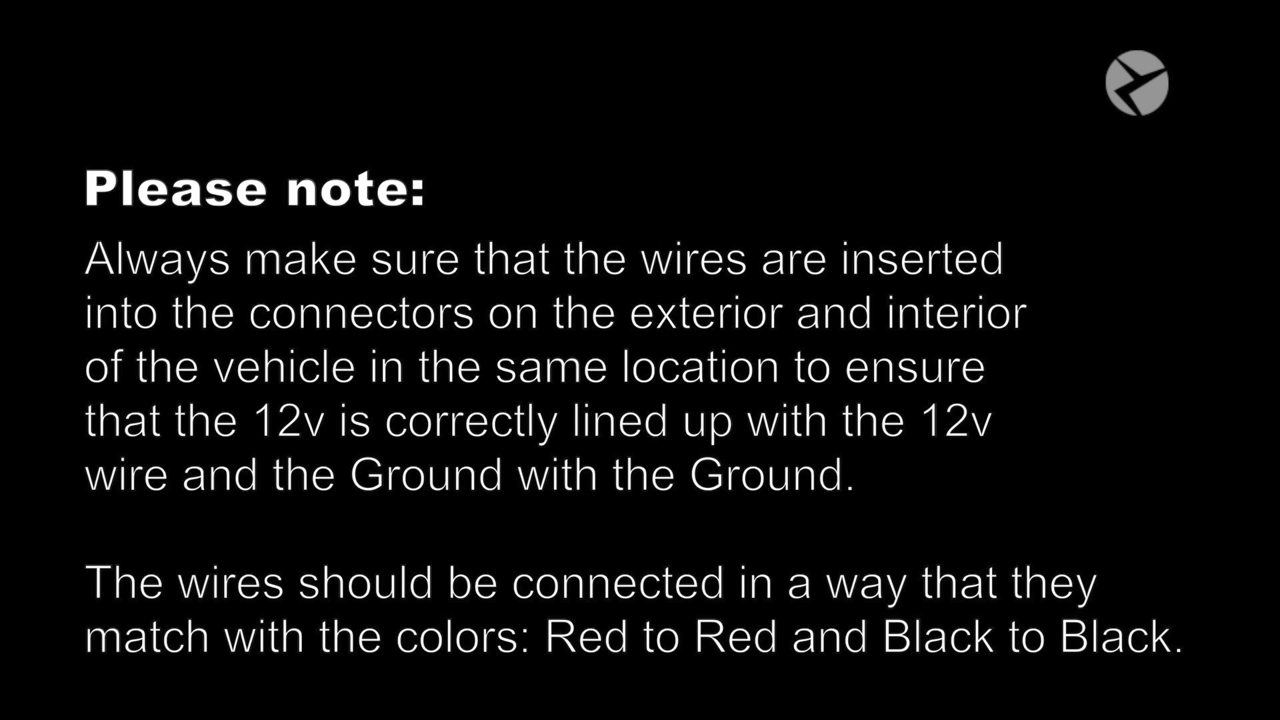 Please note:
Always make sure that the wires are inserted
into the connectors on the exterior and interior
of the vehicle in the same location to ensure
that the 12v is correctly lined up with the 12v
wire and the Ground with the Ground.
The wires should be connected in a way that they
match with the colors: Red to Red and Black to Black.